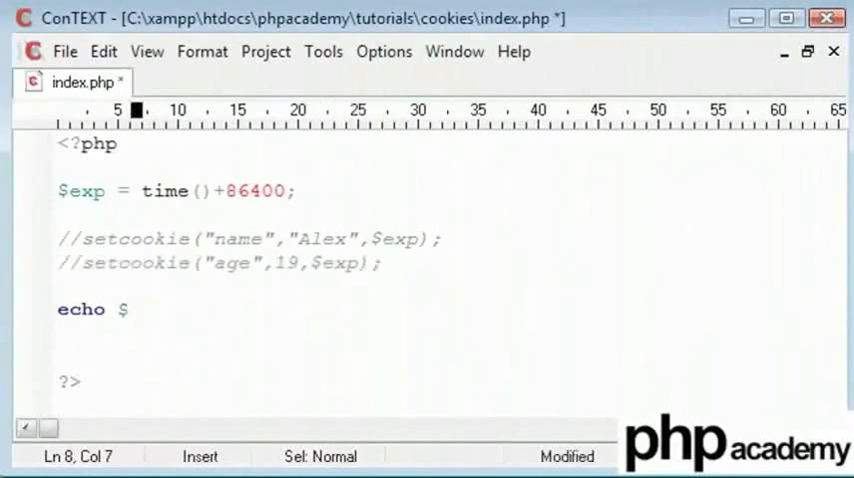 ConTEXT - [C:\xampp\htdocs\phpacademy\tutorials\cookies\index.php *]
File Edit View Format Project Tools Options Window Help
index.php *
5 10 15 20 25 30 35 40 45 50 55 60 65
<?php
$exp = time()+86400;
//setcookie("name","Alex",$exp);
//setcookie("age",19,$exp);
echo $
?>
Ln 8, Col 7 Insert Sel: Normal Modified
php academy